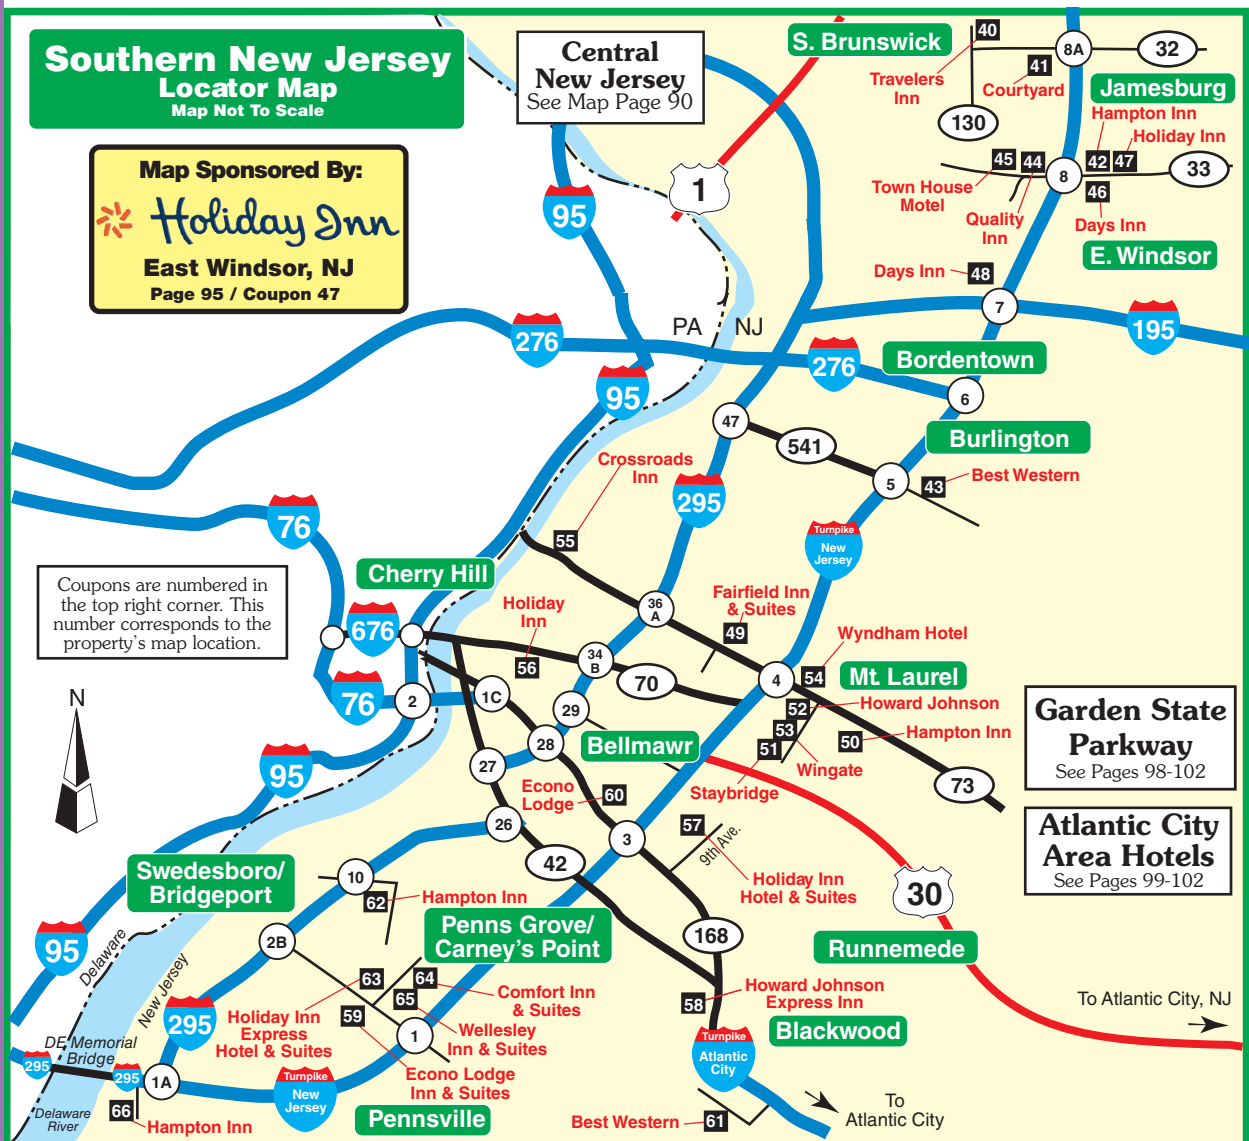 Southern New Jersey
Locator Map
Map Not To Scale
Map Sponsored By:
Holiday Inn
East Windsor, NJ
Page 95 / Coupon 47
Central
New Jersey
See Map Page 90
S. Brunswick
40
8A
32
41
Travelers
Inn
Courtyard
Jamesburg
130
Hampton Inn
Holiday Inn
45
44
42
47
8
33
46
Town House
Motel
Quality
Inn
Days Inn
E. Windsor
1
95
Days Inn
48
7
195
PA
NJ
276
276
Bordentown
95
6
47
541
Burlington
Crossroads
Inn
5
43
Best Western
295
76
55
Turnpike
New
Jersey
Cherry Hill
Coupons are numbered in
the top right corner. This
number corresponds to the
property's map location.
Holiday
Inn
36
A
Fairfield Inn
& Suites
49
676
56
34
B
70
Wyndham Hotel
54
4
Mt. Laurel
76
2
1C
29
52
Howard Johnson
53
51
50
Hampton Inn
Wingate
Staybridge
N
28
Bellmawr
27
95
Garden State
Parkway
See Pages 98-102
73
Econo
Lodge
60
Atlantic City
Area Hotels
See Pages 99-102
26
3
57
9th Ave.
42
Swedesboro/
Bridgeport
10
62
Hampton Inn
Holiday Inn
Hotel & Suites
30
Penns Grove/
Carney's Point
168
Runnemede
95
Delaware
New Jersey
2B
63
64
65
Comfort Inn
& Suites
58
Howard Johnson
Express Inn
To Atlantic City, NJ
295
Holiday Inn
Express
Hotel & Suites
59
1
Wellesley
Inn & Suites
Blackwood
DE Memorial
Bridge
295
295
1A
Turnpike
New
Jersey
Econo Lodge
Inn & Suites
Turnpike
Atlantic
City
66
Delaware
River
Hampton Inn
Pennsville
Best Western
61
To
Atlantic City